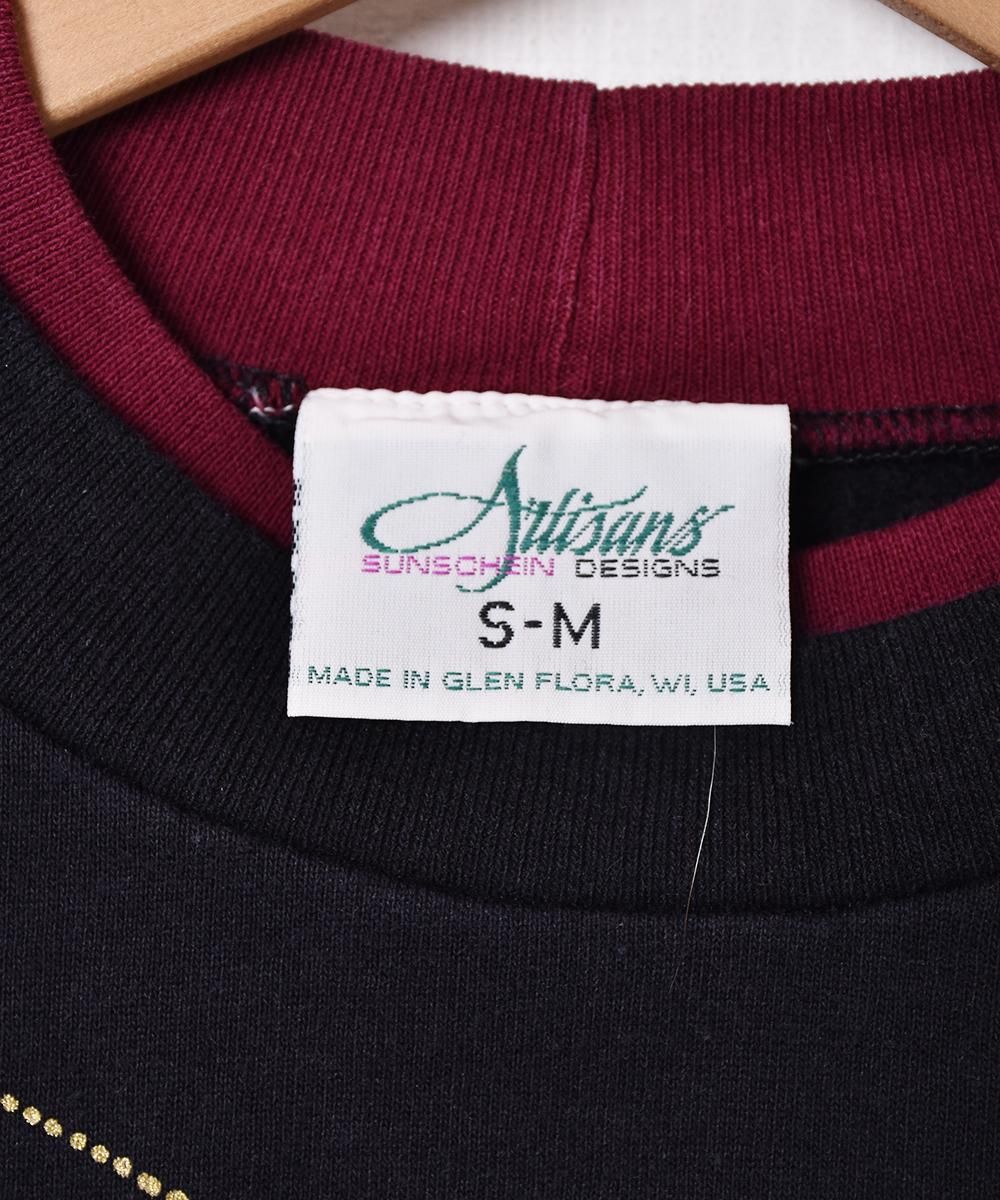 Artisans
SUNSCHEIN DESIGNS
S-M
MADE IN GLEN FLORA, WI, USA